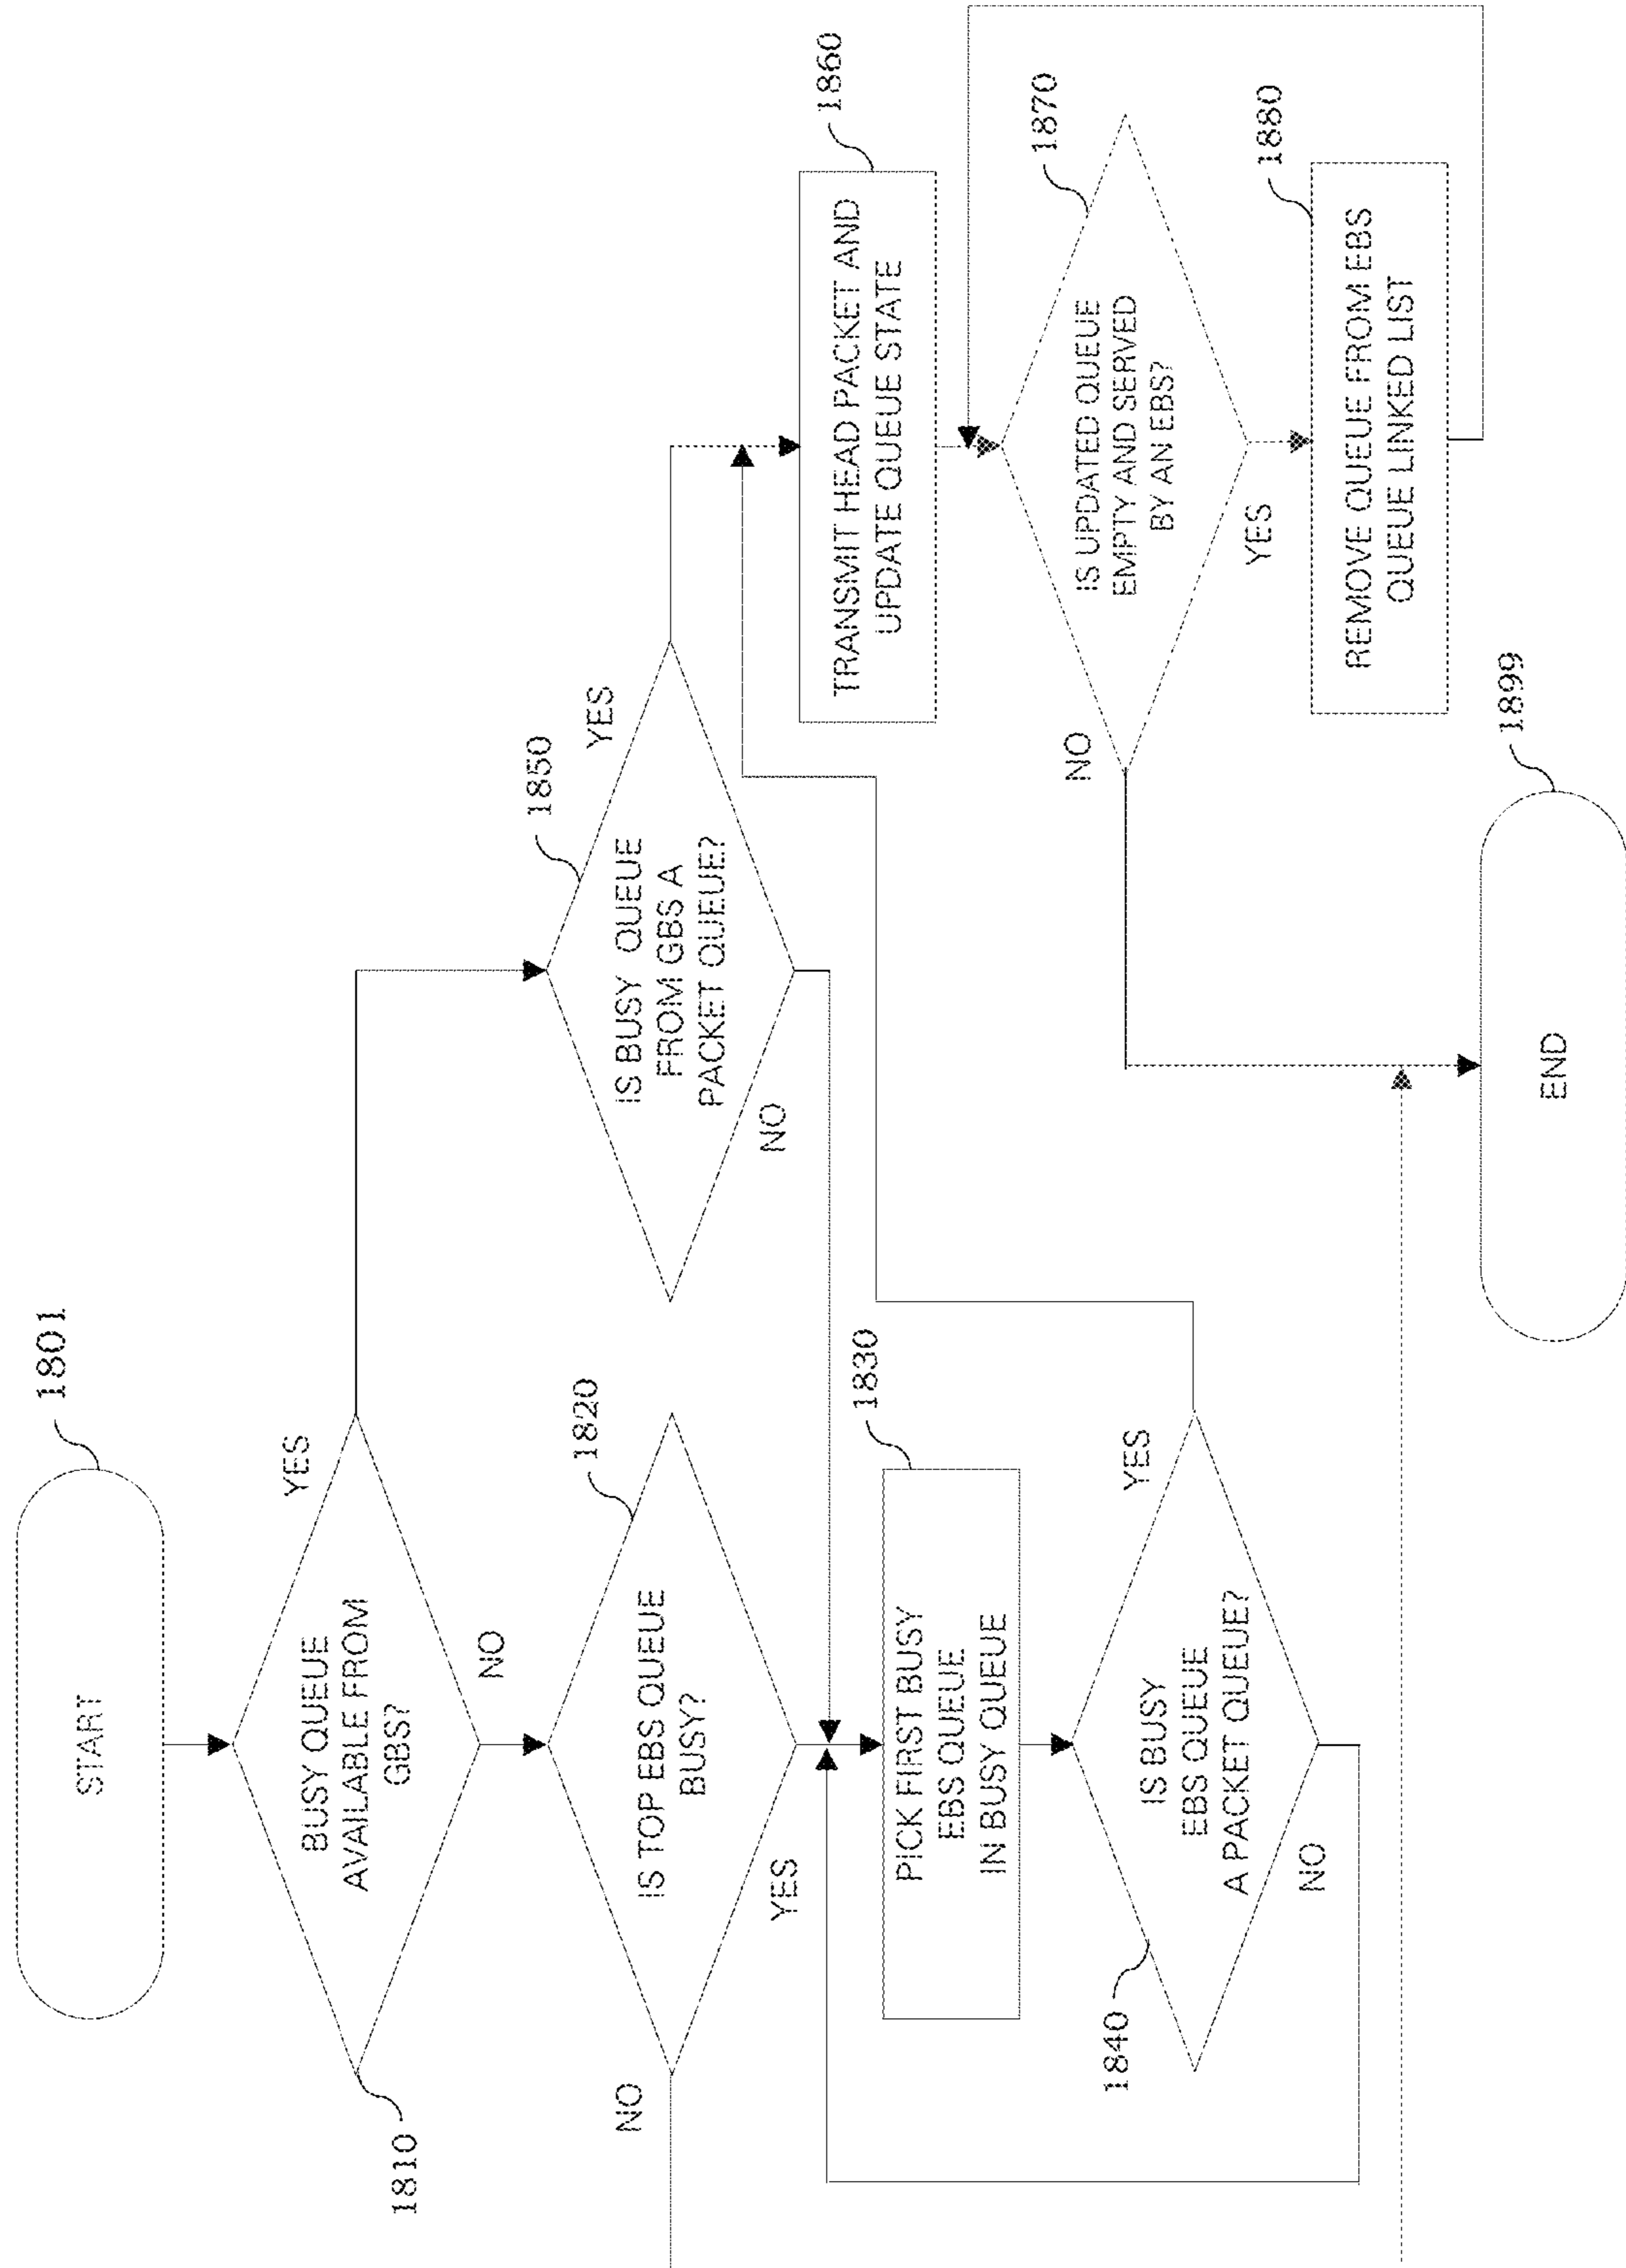 START
1801
BUSY QUEUE
AVAILABLE FROM
GBS?
YES
NO
1810
IS TOP EBS QUEUE
BUSY?
1820
NO
YES
PICK FIRST BUSY
EBS QUEUE
IN BUSY QUEUE
1830
IS BUSY
EBS QUEUE
A PACKET QUEUE?
1840
YES
NO
IS BUSY QUEUE
FROM GBS A
PACKET QUEUE?
1850
YES
NO
TRANSMIT HEAD PACKET AND
UPDATE QUEUE STATE
1860
IS UPDATED QUEUE
EMPTY AND SERVED
BY AN EBS?
1870
NO
YES
REMOVE QUEUE FROM EBS
QUEUE LINKED LIST
1880
END
1899